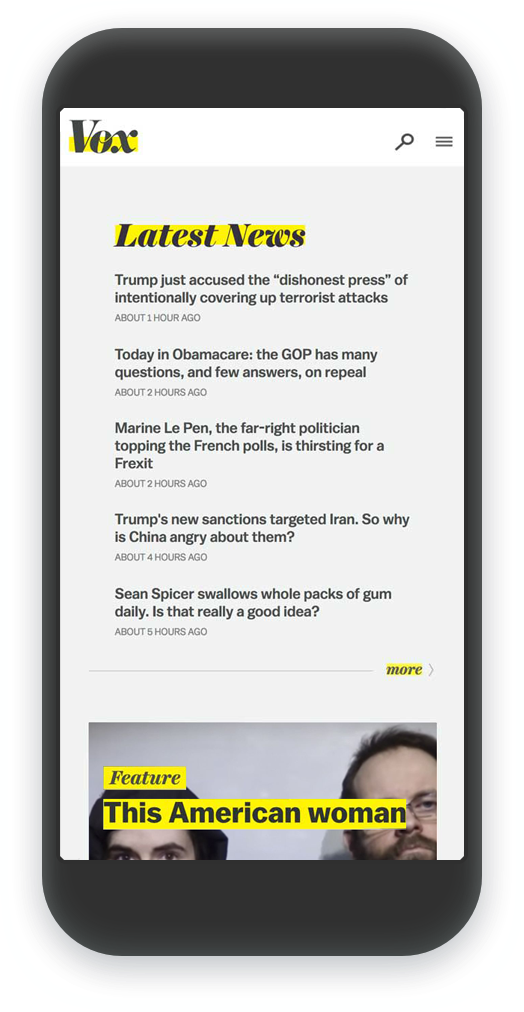 Vox
Latest News
Trump just accused the “dishonest press” of
intentionally covering up terrorist attacks
ABOUT 1 HOUR AGO
Today in Obamacare: the GOP has many
questions, and few answers, on repeal
ABOUT 2 HOURS AGO
Marine Le Pen, the far-right politician
topping the French polls, is thirsting for a
Frexit
ABOUT 2 HOURS AGO
Trump's new sanctions targeted Iran. So why
is China angry about them?
ABOUT 4 HOURS AGO
Sean Spicer swallows whole packs of gum
daily. Is that really a good idea?
ABOUT 5 HOURS AGO
more
Feature
This American woman